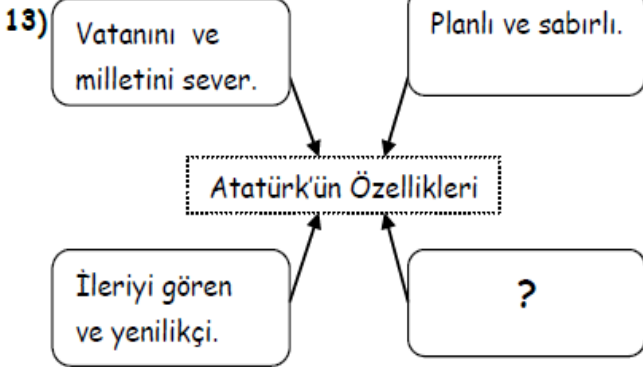 13)
Vatanını ve
milletini sever.
Planlı ve sabırlı.
Atatürk'ün Özellikleri
İleriyi gören
ve yenilikçi.
?